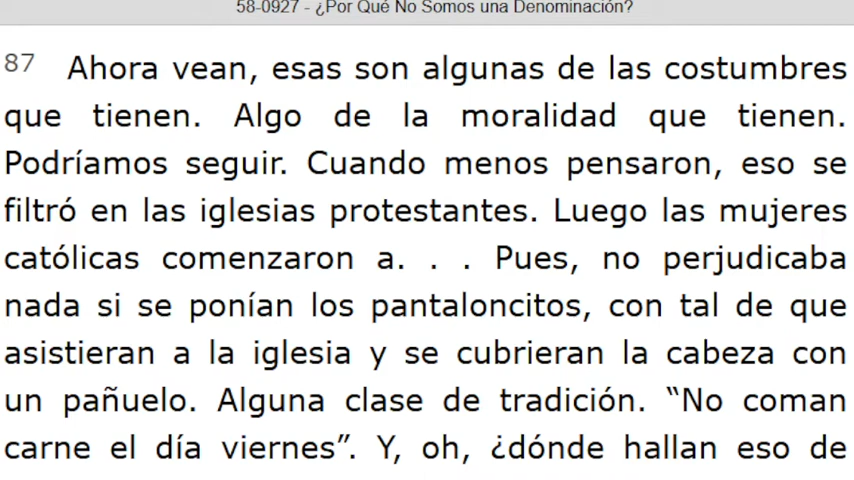 58-0927 - ¿Por Qué No Somos una Denominación?
87 Ahora vean, esas son algunas de las costumbres
que tienen. Algo de la moralidad que tienen.
Podríamos seguir. Cuando menos pensaron, eso se
filtró en las iglesias protestantes. Luego las mujeres
católicas comenzaron a. . . Pues, no perjudicaba
nada si se ponían los pantaloncitos, con tal de que
asistieran a la iglesia y se cubrieran la cabeza con
un pañuelo. Alguna clase de tradición. “No coman
carne el día viernes”. Y, oh, ¿dónde hallan eso de